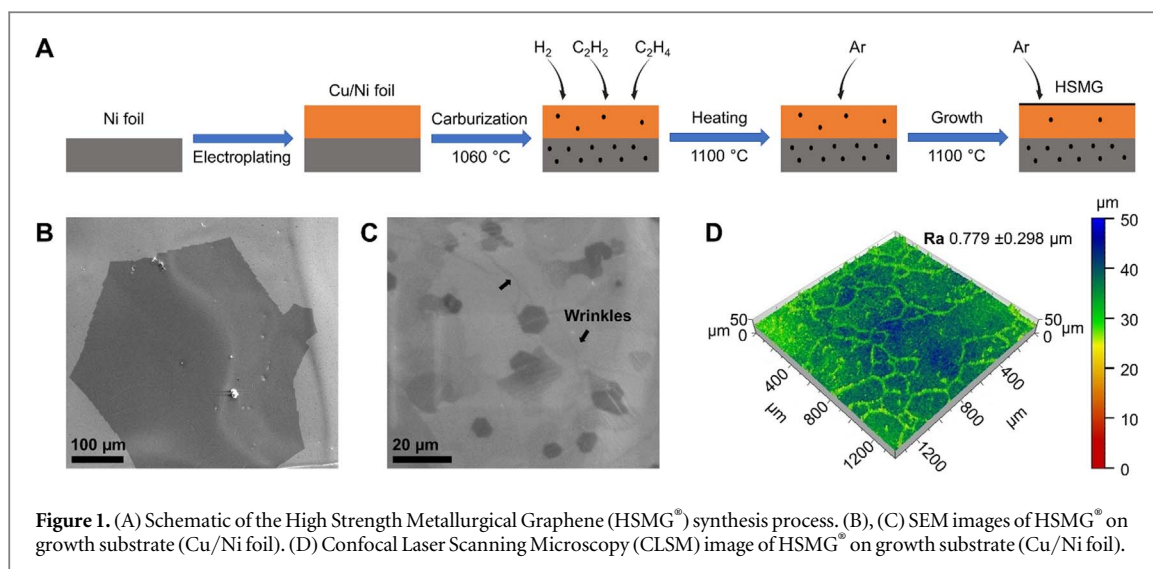 A
H₂
C₂H₂
C₂H₄
Ar
Ar
Ni foil
Cu/Ni foil
HSMG
Electroplating
Carburization
1060 °C
Heating
1100 °C
Growth
1100 °C
B
100 µm
C
Wrinkles
20 µm
D
Ra 0.779 ±0.298 µm
µm
50
40
30
20
10
0
µm
50
0
50
0
µm
400
800
1200
µm
400
800
1200
µm
Figure 1. (A) Schematic of the High Strength Metallurgical Graphene (HSMG®) synthesis process. (B), (C) SEM images of HSMG® on
growth substrate (Cu/Ni foil). (D) Confocal Laser Scanning Microscopy (CLSM) image of HSMG® on growth substrate (Cu/Ni foil).